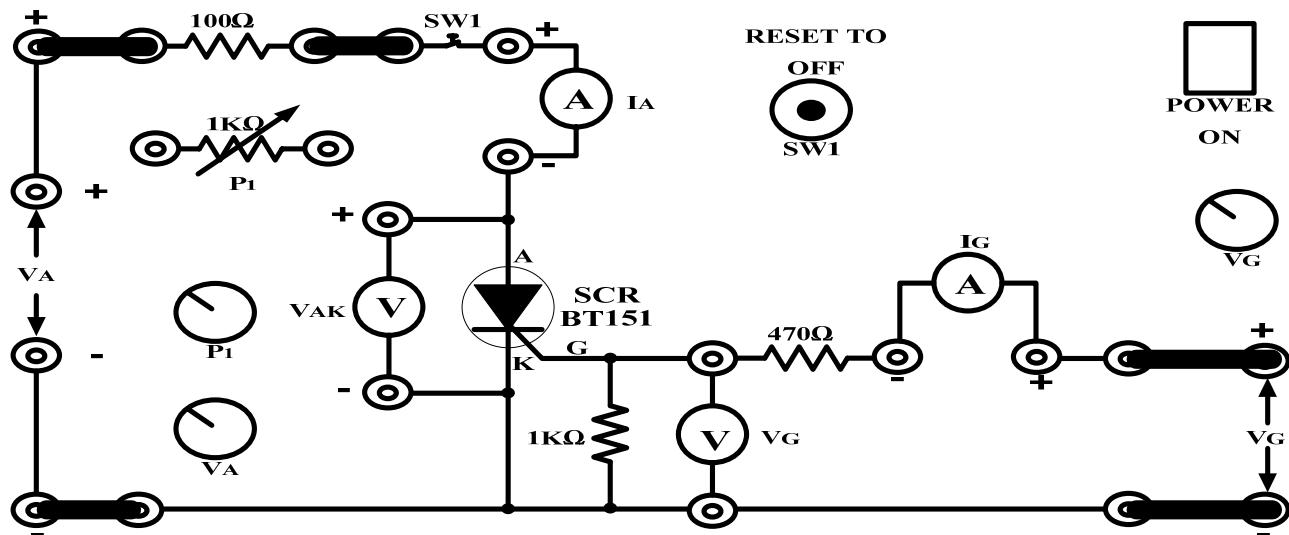 +
100Ω
SW1
+
A
IA
-
RESET TO
OFF
SW1
POWER
ON
1KΩ
P1
+
VA
-
+
V
VAK
-
A
SCR
BT151
K
G
P1
VA
IG
A
-
+
470Ω
VG
1KΩ
V
VG
+
VG
-
-